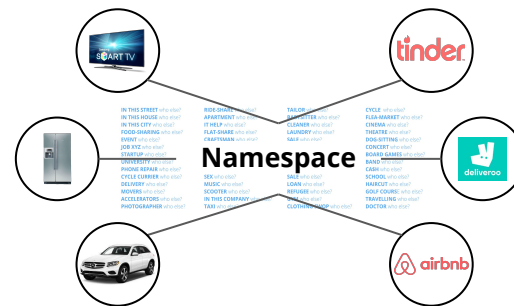 SMART TV
tinder
IN THIS STREET who else?
IN THIS HOUSE who else?
IN THIS CITY who else?
FOOD-SHARING who else?
EVENT who else?
JOB XYZ who else?
STARTUP who else?
UNIVERSITY who else?
PHONE REPAIR who else?
CYCLE CURRIER who else?
DELIVERY who else?
MOVERS who else?
ACCELERATORS who else?
PHOTOGRAPHER who else?
RIDE-SHARE who else?
APARTMENT who else?
IT HELP who else?
FLAT-SHARE who else?
CRAFTSMAN who else?
SEX who else?
MUSIC who else?
SCOOTER who else?
IN THIS COMPANY who else?
TAXI who else?
TAILOR who else?
BABYSITTER who else?
CLEANER who else?
LAUNDRY who else?
SALE who else?
SALE who else?
LOAN who else?
REFUGEE who else?
GYM who else?
CLOTHING SHOP who else?
CYCLE who else?
FLEA-MARKET who else?
CINEMA who else?
THEATRE who else?
DOG-SITTING who else?
CONCERT who else?
BOARD GAMES who else?
BAND who else?
CASH who else?
SCHOOL who else?
HAIRCUT who else?
GOLF COURSE who else?
TRAVELLING who else?
DOCTOR who else?
Namespace
deliveroo
airbnb